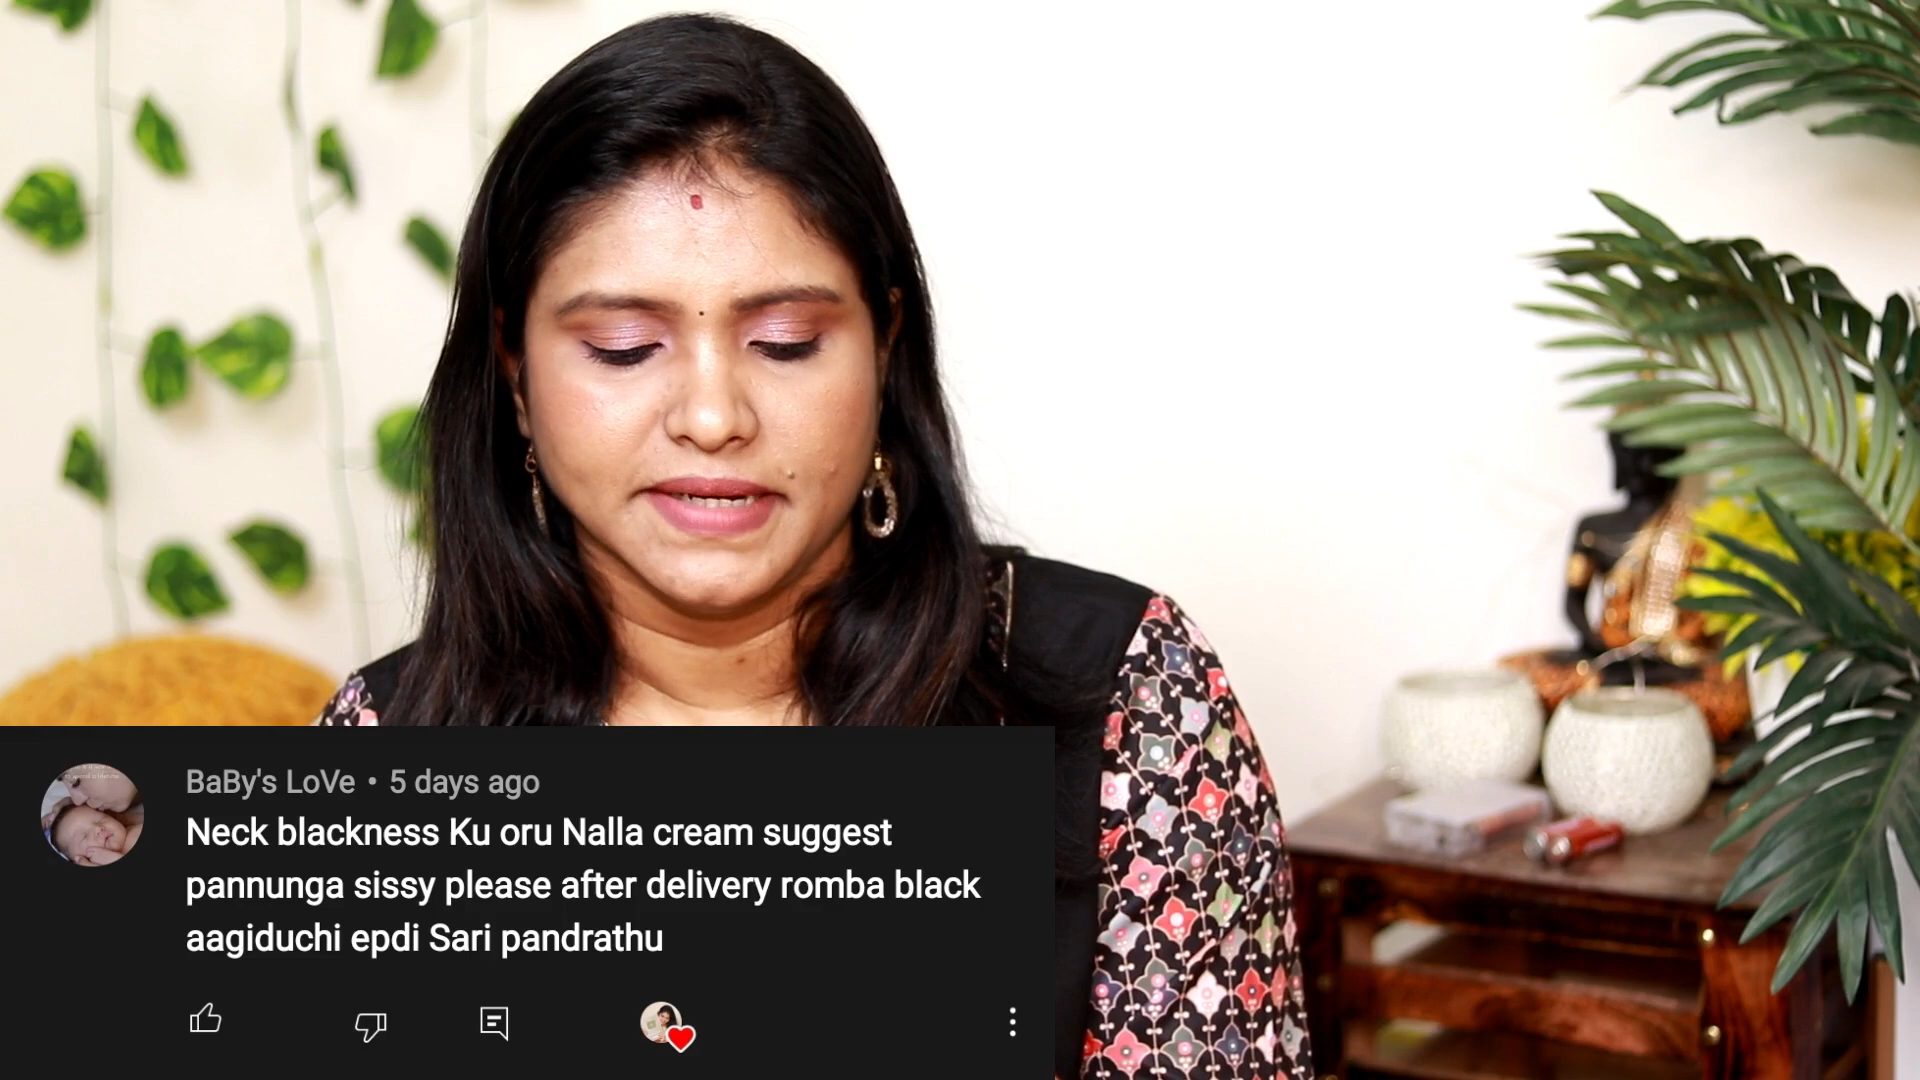 BaBy's LoVe • 5 days ago
Neck blackness Ku oru Nalla cream suggest
pannunga sissy please after delivery romba black
aagiduchi epdi Sari pandrathu